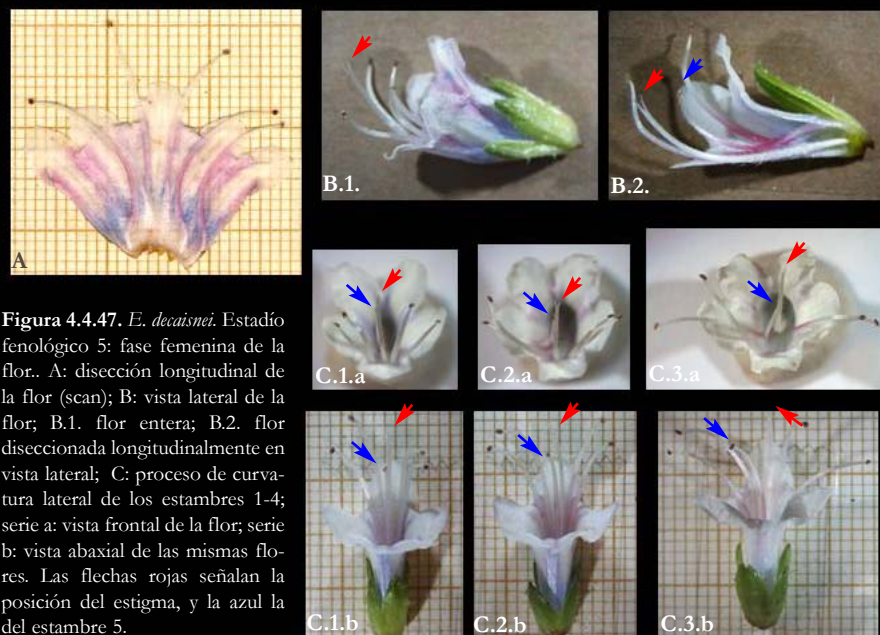 A
B.1.
B.2.
C.1.a
C.2.a
C.3.a
C.1.b
C.2.b
C.3.b
Figura 4.4.47. E. decaisnei. Estadío
fenológico 5: fase femenina de la
flor.. A: disección longitudinal de
la flor (scan); B: vista lateral de la
flor; B.1. flor entera; B.2. flor
diseccionada longitudinalmente en
vista lateral; C: proceso de curva-
tura lateral de los estambres 1-4;
serie a: vista frontal de la flor; serie
b: vista abaxial de las mismas flo-
res. Las flechas rojas señalan la
posición del estigma, y la azul la
del estambre 5.